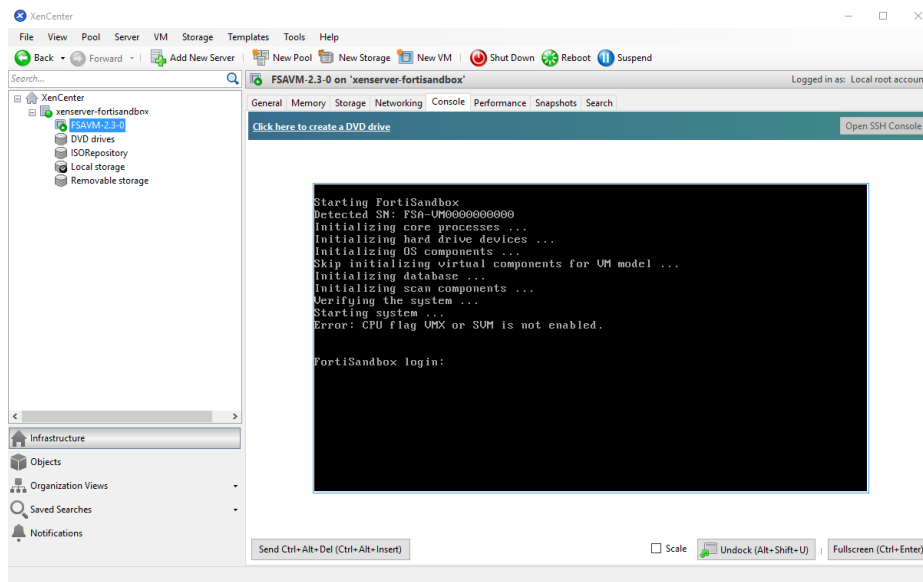 XenCenter
File View Pool Server VM Storage Templates Tools Help
Back Forward Add New Server New Pool New Storage New VM Shut Down Reboot Suspend
Search...
FSAVM-2.3-0 on 'xenserver-fortisandbox'
Logged in as: Local root accoun
XenCenter
xenserver-fortisandbox
FSAVM-2.3-0
DVD drives
ISORepository
Local storage
Removable storage
General Memory Storage Networking Console Performance Snapshots Search
Click here to create a DVD drive
Open SSH Console
Starting FortiSandbox
Detected SN: FSA-VM0000000000
Initializing core processes ...
Initializing hard drive devices ...
Initializing OS components ...
Skip initializing virtual components for VM model ...
Initializing database ...
Initializing scan components ...
Verifying the system ...
Starting system ...
Error: CPU flag VMX or SVM is not enabled.
FortiSandbox login:
Infrastructure
Objects
Organization Views
Saved Searches
Notifications
Send Ctrl+Alt+Del (Ctrl+Alt+Insert)
Scale
Undock (Alt+Shift+U)
Fullscreen (Ctrl+Enter)